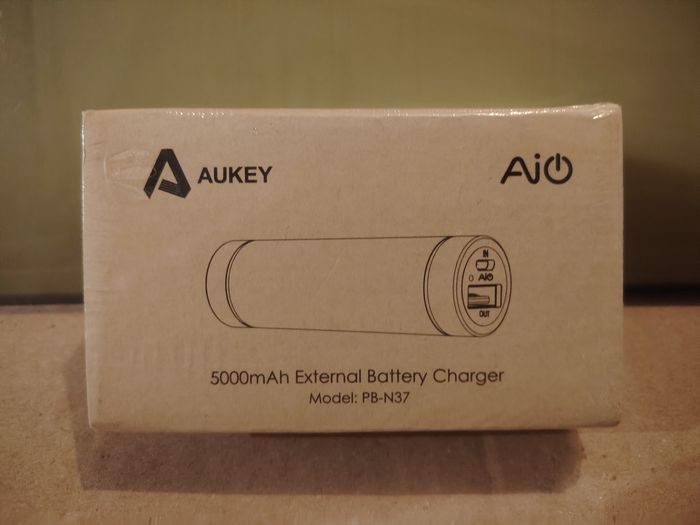 AUKEY
AiO
IN
AiO
OUT
5000mAh External Battery Charger
Model: PB-N37